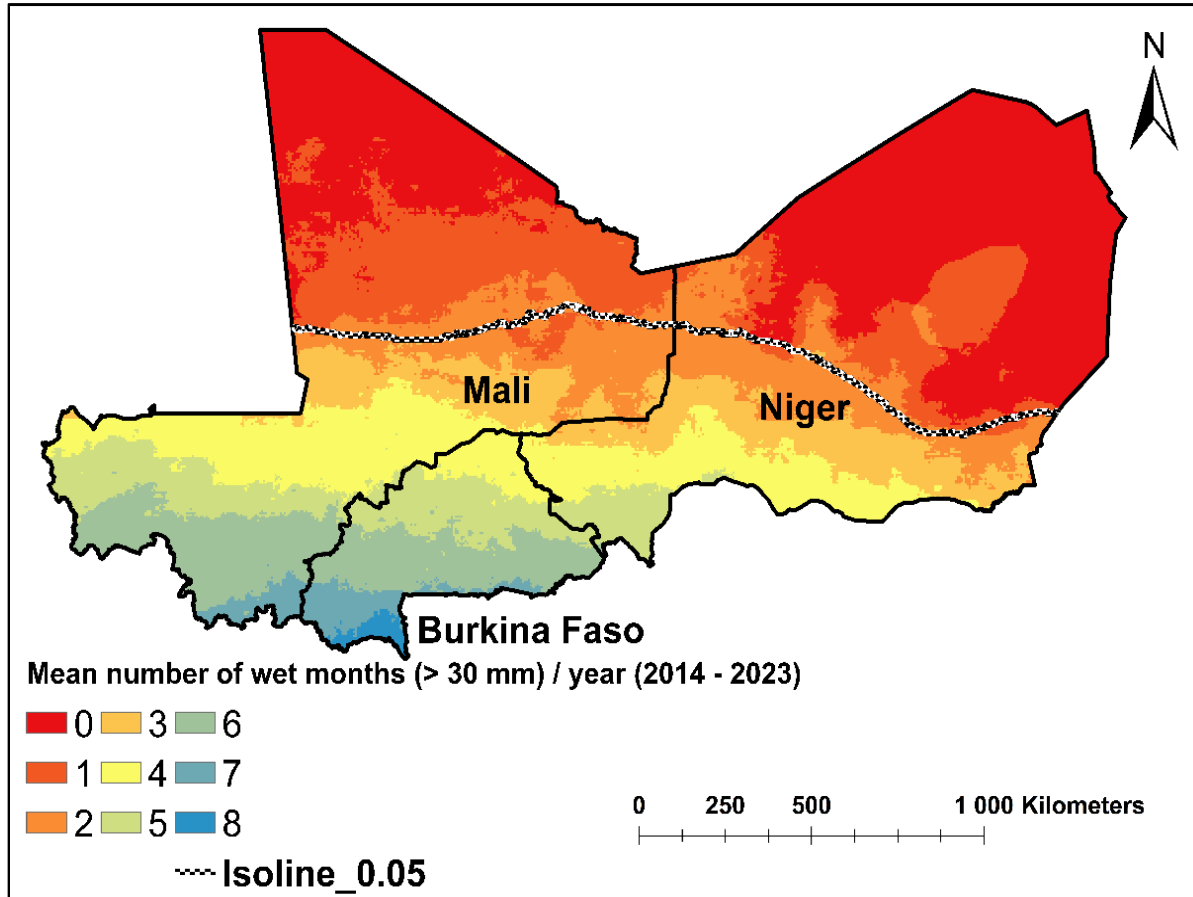 N
Mali
Niger
Burkina Faso
Mean number of wet months (> 30 mm) / year (2014 - 2023)
0 3 6
1 4 7
2 5 8
Isoline_0.05
0 250 500 1 000 Kilometers